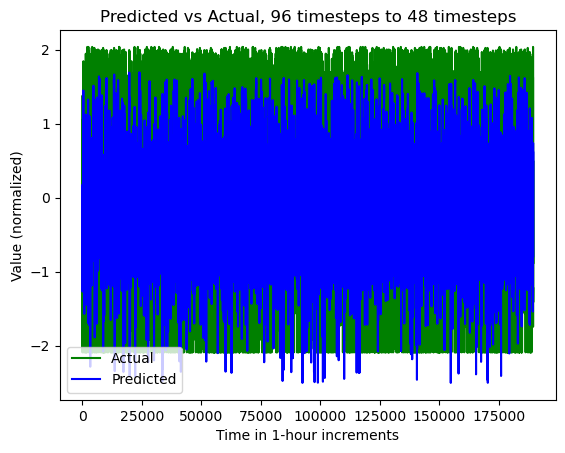 Predicted vs Actual, 96 timesteps to 48 timesteps
Value (normalized)
2
1
0
−1
−2
Actual
Predicted
0 25000 50000 75000 100000 125000 150000 175000
Time in 1-hour increments